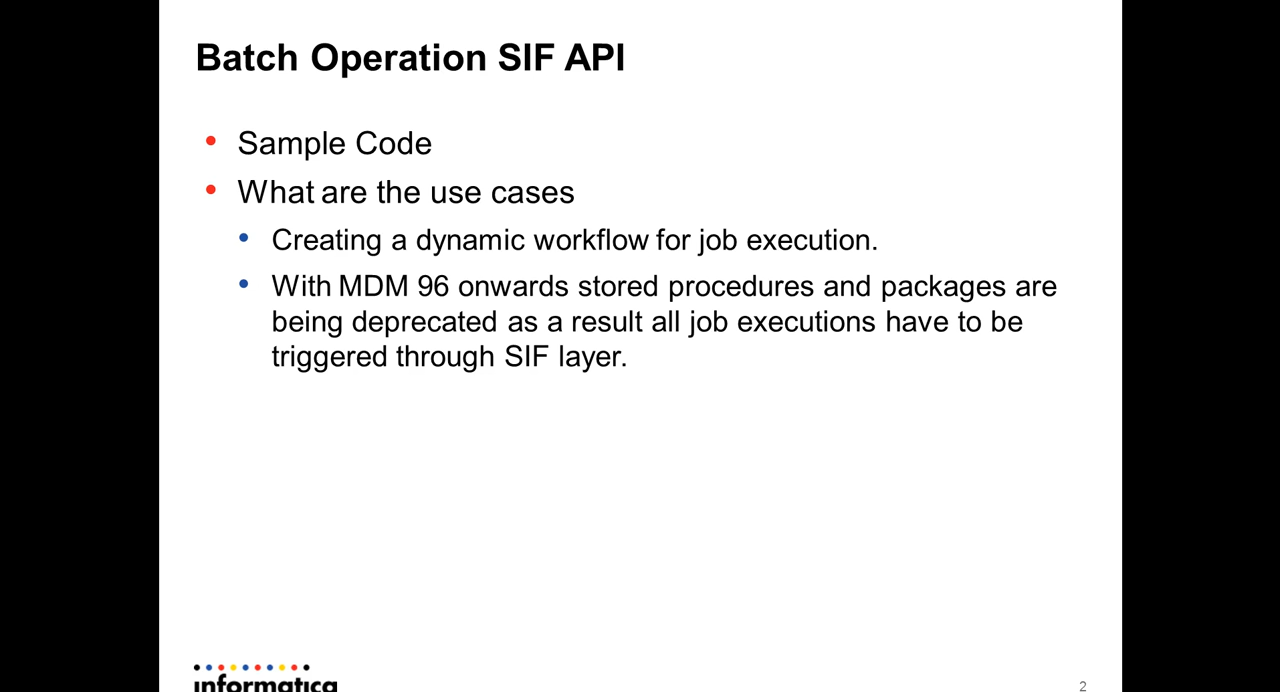 Batch Operation SIF API
Sample Code
What are the use cases
Creating a dynamic workflow for job execution.
With MDM 96 onwards stored procedures and packages are
being deprecated as a result all job executions have to be
triggered through SIF layer.
informatica
2